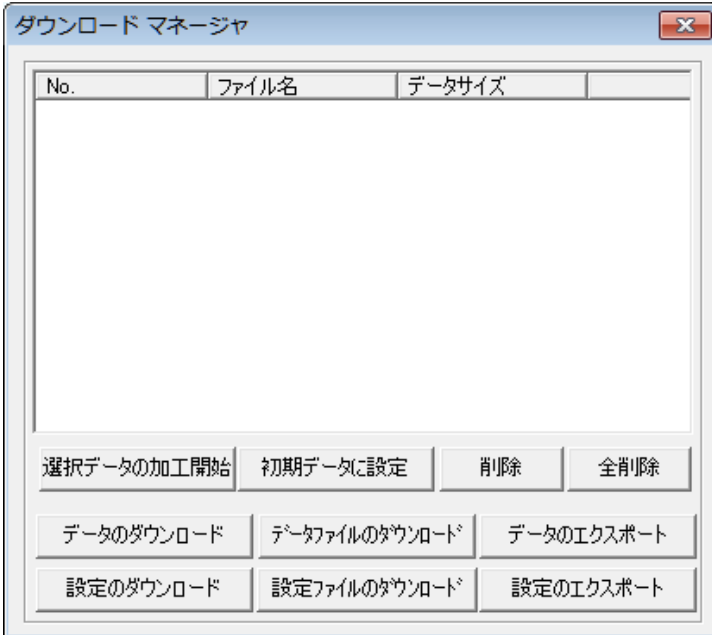 ダウンロード マネージャ
No. ファイル名 データサイズ
選択データの加工開始 初期データに設定 削除 全削除
データのダウンロード ﾃﾞｰﾀﾌｧｲﾙのﾀﾞｳﾝﾛｰﾄﾞ データのエクスポート
設定のダウンロード 設定ﾌｧｲﾙのﾀﾞｳﾝﾛｰﾄﾞ 設定のエクスポート